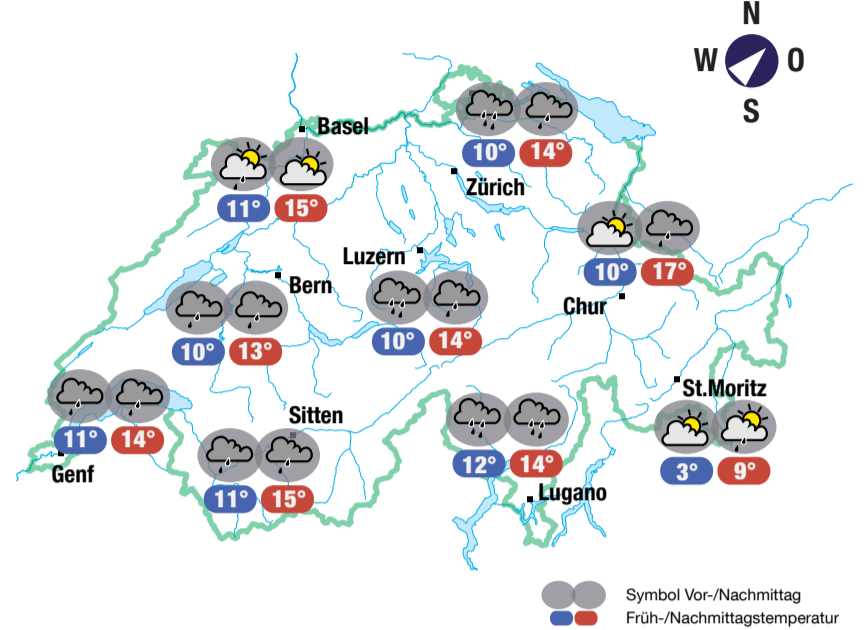 N
W O
S
Basel
10° 14°
Zürich
11° 15°
Luzern
10° 17°
Bern
Chur
10° 14°
10° 13°
St.Moritz
Sitten
11° 14°
12° 14°
3° 9°
Genf
11° 15°
Lugano
Symbol Vor-/Nachmittag
Früh-/Nachmittagstemperatur